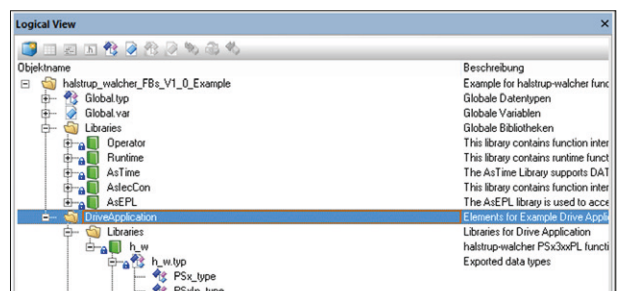 Logical View
Objektname Beschreibung
halstrup_walcher_FBs_V1_0_Example Example for halstrup-walcher func
Global.typ Globale Datentypen
Global.var Globale Variablen
Libraries Globale Bibliotheken
Operator This library contains function inter
Runtime This library contains runtime funct
AsTime The AsTime Library supports DAT
AsIecCon This library contains function inter
AsEPL The AsEPL library is used to acce
DriveApplication Elements for Example Drive Appli
Libraries Libraries for Drive Application
h_w halstrup-walcher PSx3xxPL functi
h_w.typ Exported data types
PSx_type
PSxIn_type